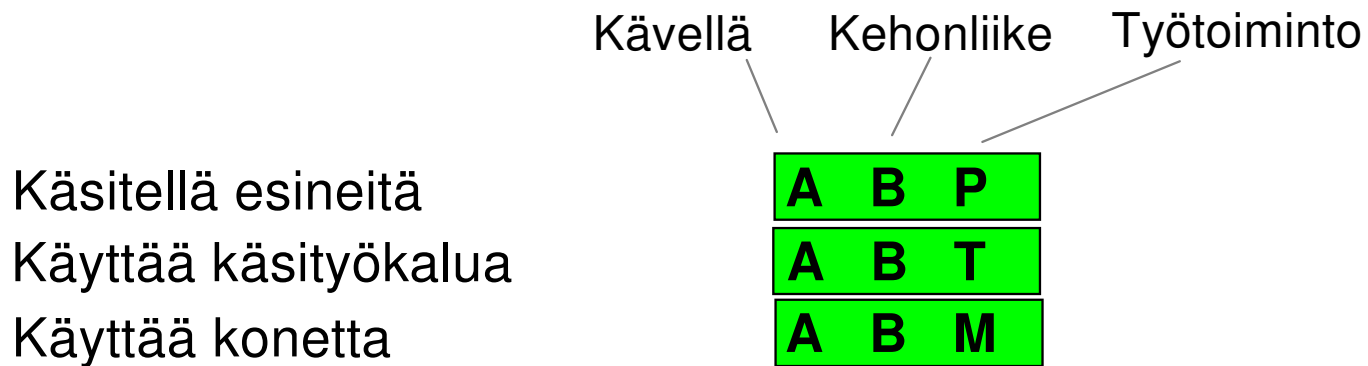 Kävellä Kehonliike Työtoiminto
Käsitellä esineitä A B P
Käyttää käsityökalua A B T
Käyttää konetta A B M